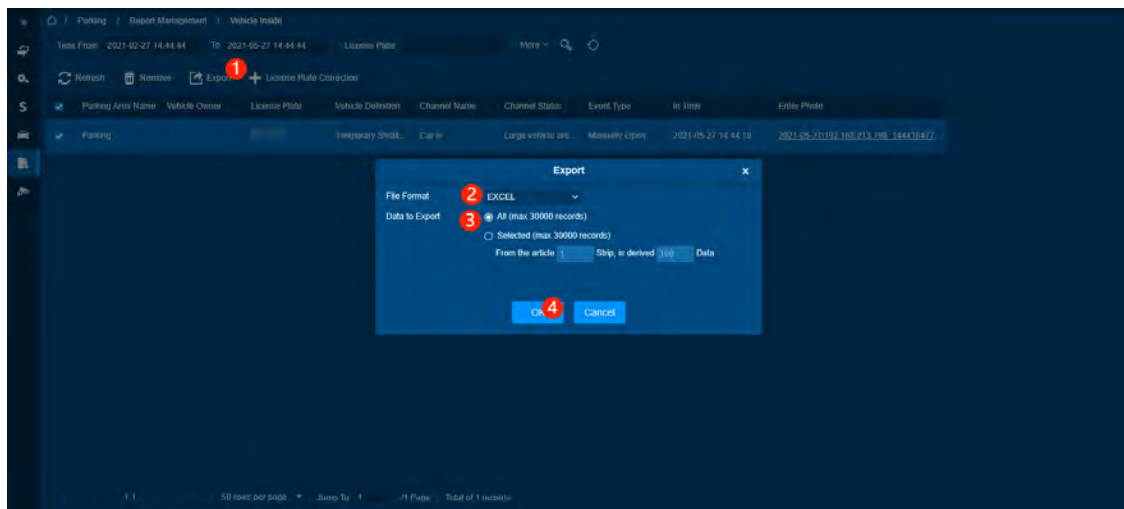 / Parking / Report Management / Vehicle Inside
Time From 2021-02-27 14:44:44 To 2021-05-27 14:44:44 License Plate More
1
Refresh Remove Export License Plate Correction
Parking Area Name Vehicle Owner License Plate Vehicle Definition Channel Name Channel Status Event Type In Time Enter Photo
Parking Temporary Small... Car in Large vehicle are... Manually Open 2021-05-27 14:44:18
Export x
File Format 2 EXCEL
Data to Export 3 All (max 30000 records)
Selected (max 30000 records)
From the article 1 Strip, is derived 100 Data
OK 4 Cancel
50 rows per page Jump To 1 /1 Page Total of 1 records